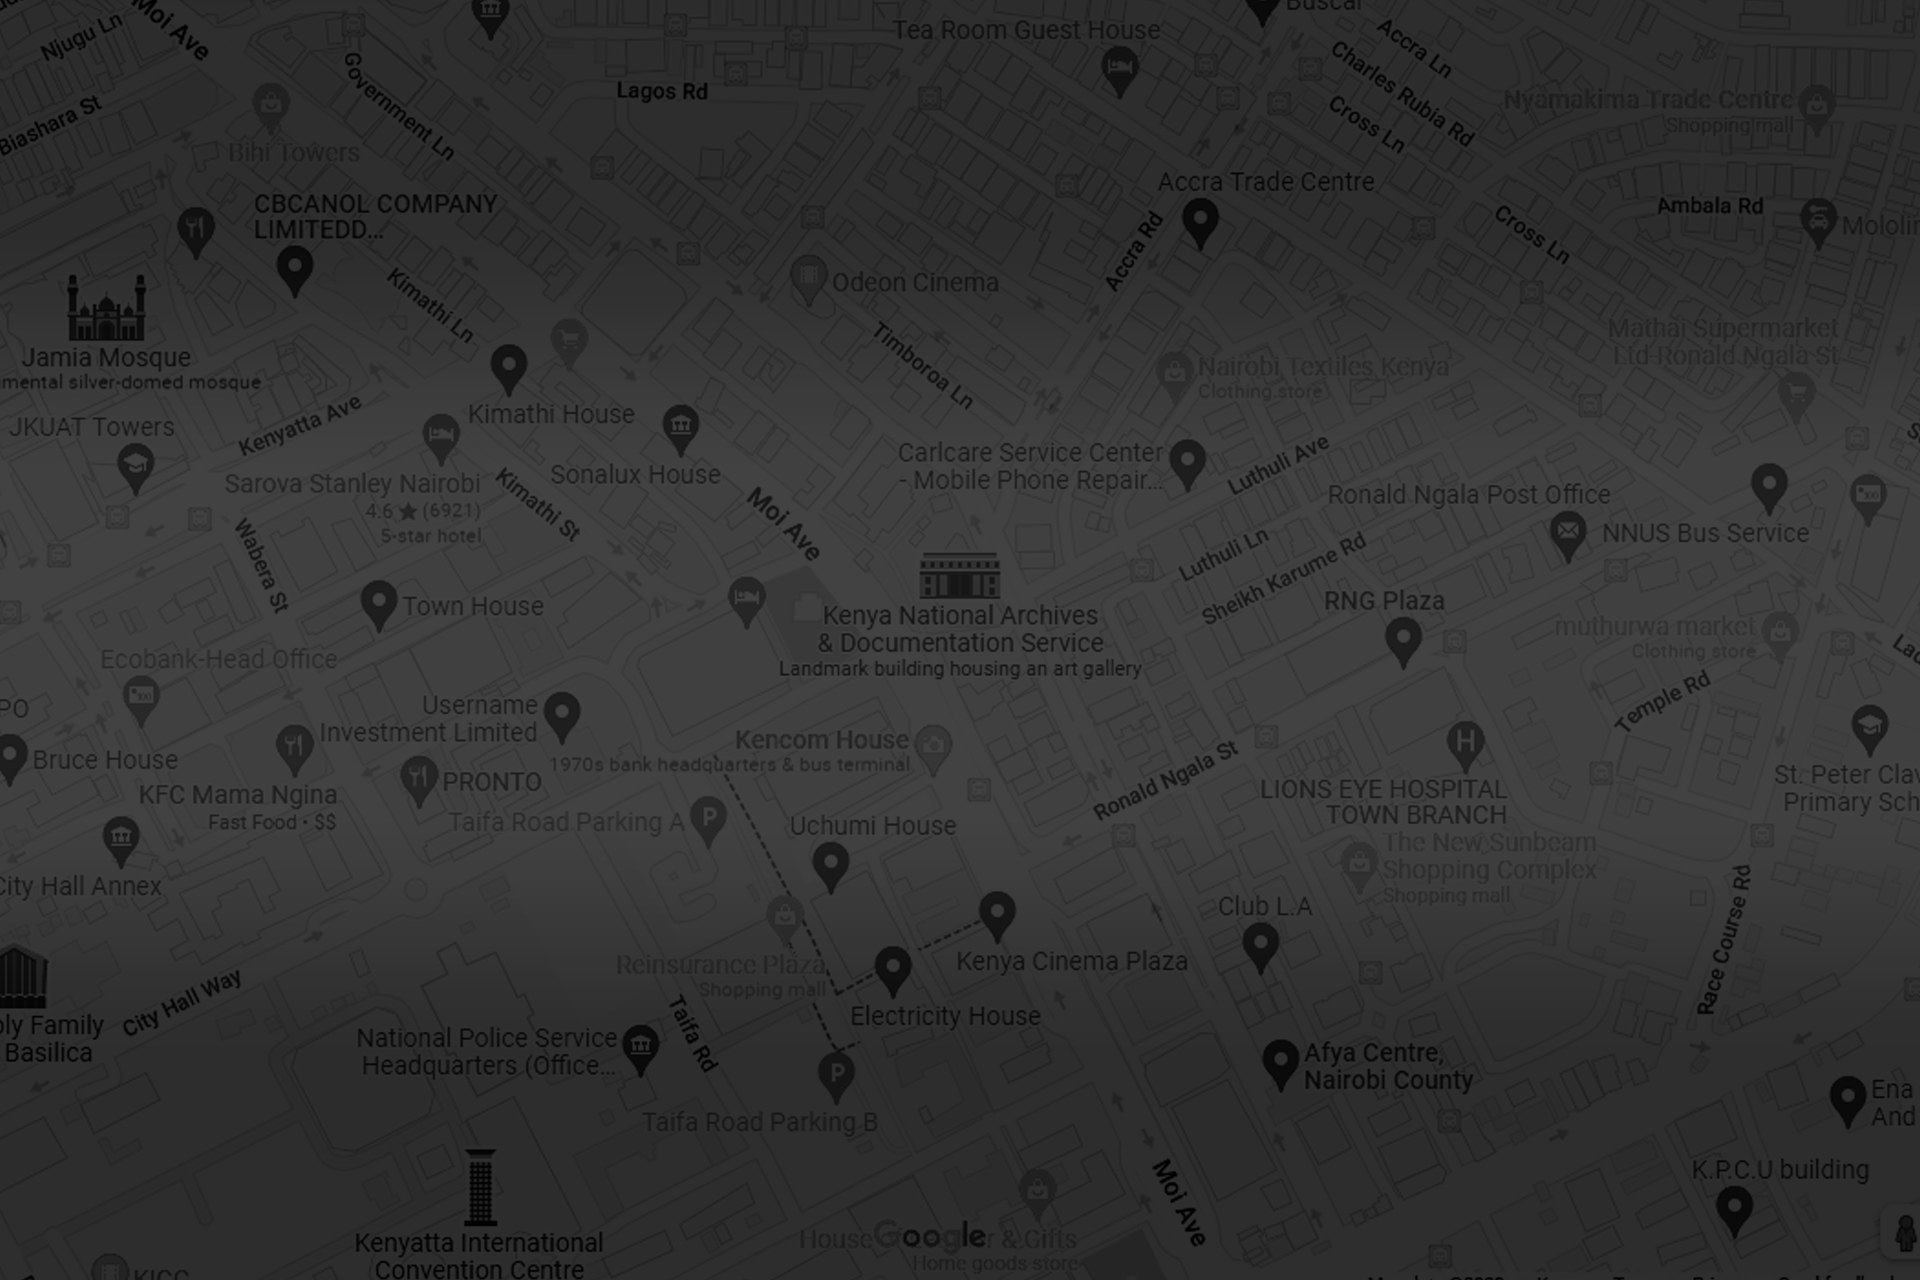 Buscar
Tea Room Guest House
Moi Ave
Njugu Ln
Accra Ln
Charles Rubia Rd
Government Ln
Lagos Rd
Nyamakima Trade Centre
Shopping mall
Biashara St
Cross Ln
Bihi Towers
Accra Trade Centre
CBCANOL COMPANY
LIMITEDD...
Ambala Rd
Cross Ln
Accra Rd
Odeon Cinema
Kimathi Ln
Mathai Supermarket
Ltd-Ronald Ngala St
Jamia Mosque
mental silver-domed mosque
Timboroa Ln
Nairobi Textiles Kenya
Clothing store
Kimathi House
JKUAT Towers
Kenyatta Ave
Sonalux House
Carlcare Service Center
- Mobile Phone Repair...
Luthuli Ave
Sarova Stanley Nairobi
4.6 ★ (6921)
5-star hotel
Kimathi St
Moi Ave
Ronald Ngala Post Office
NNUS Bus Service
Wabera St
Luthuli Ln
Sheikh Karume Rd
Town House
Kenya National Archives
& Documentation Service
Landmark building housing an art gallery
RNG Plaza
muthurwa market
Clothing store
Ecobank-Head Office
Temple Rd
PO
Username
Investment Limited
Bruce House
Kencom House
1970s bank headquarters & bus terminal
PRONTO
KFC Mama Ngina
Fast Food · $$
Ronald Ngala St
H
LIONS EYE HOSPITAL
TOWN BRANCH
St. Peter Clav
Primary Sch
Taifa Road Parking A
P
Uchumi House
The New Sunbeam
Shopping Complex
Shopping mall
City Hall Annex
Club L.A
Race Course Rd
Reinsurance Plaza
Shopping mall
Kenya Cinema Plaza
Electricity House
City Hall Way
oly Family
Basilica
Taifa Rd
National Police Service
Headquarters (Office...
Afya Centre,
Nairobi County
P
Taifa Road Parking B
Ena
And
Moi Ave
K.P.C.U building
Kenyatta International
Convention Centre
House
& Gifts
Home goods store
Google
KICC